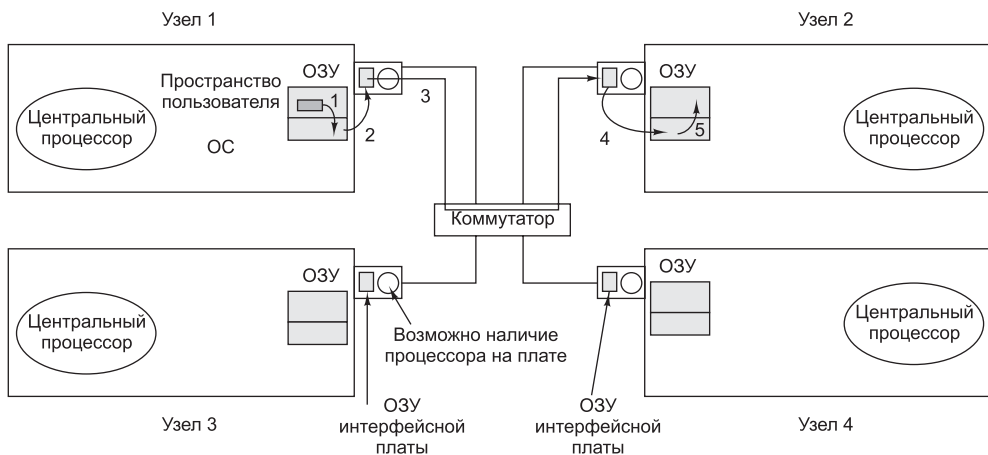 Узел 1
Узел 2
Пространство
пользователя
ОС
Центральный
процессор
ОЗУ
1
2
3
ОЗУ
4
5
Центральный
процессор
Коммутатор
ОЗУ
Центральный
процессор
Возможно наличие
процессора на плате
ОЗУ
Центральный
процессор
ОЗУ
интерфейсной
платы
ОЗУ
интерфейсной
платы
Узел 3
Узел 4